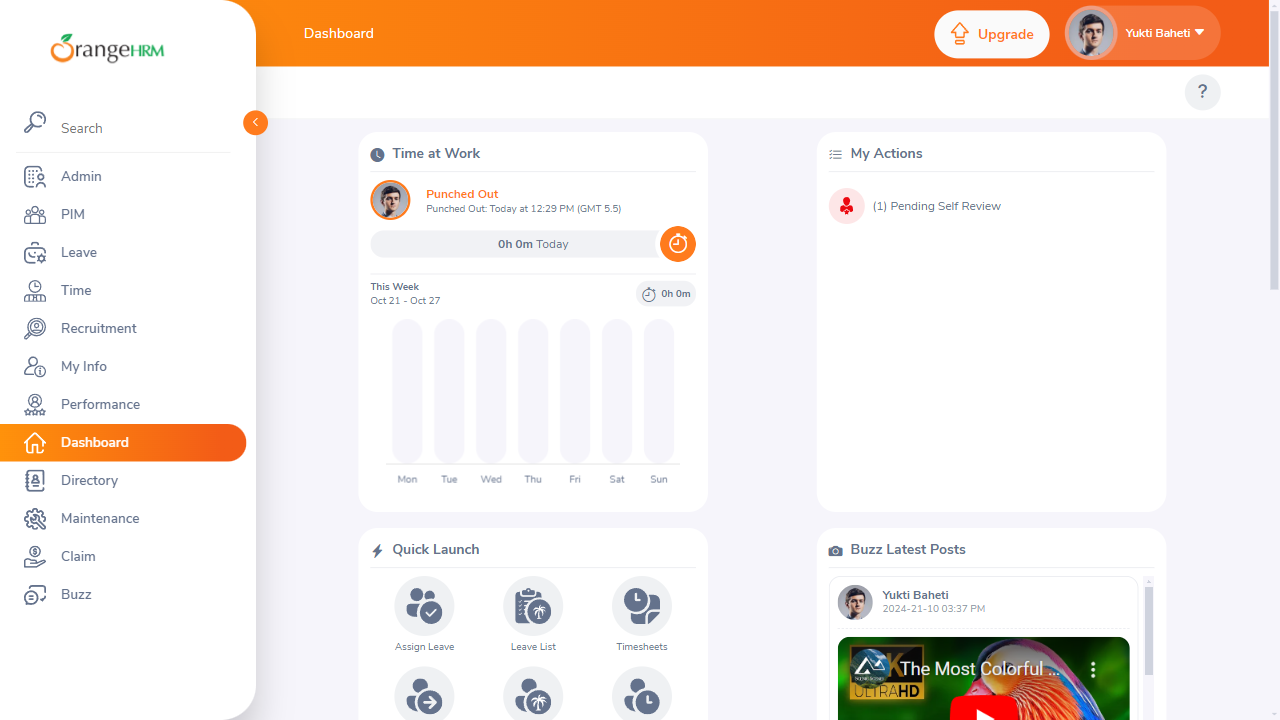 OrangeHRM
Dashboard
Upgrade
Yukti Baheti
?
Search
Admin
PIM
Leave
Time
Recruitment
My Info
Performance
Dashboard
Directory
Maintenance
Claim
Buzz
Time at Work
Punched Out
Punched Out: Today at 12:29 PM (GMT 5.5)
0h 0m Today
This Week
Oct 21 - Oct 27
0h 0m
Mon Tue Wed Thu Fri Sat Sun
My Actions
(1) Pending Self Review
Quick Launch
Assign Leave
Leave List
Timesheets
Buzz Latest Posts
Yukti Baheti
2024-21-10 03:37 PM
The Most Colorful ...
ULTRAHD